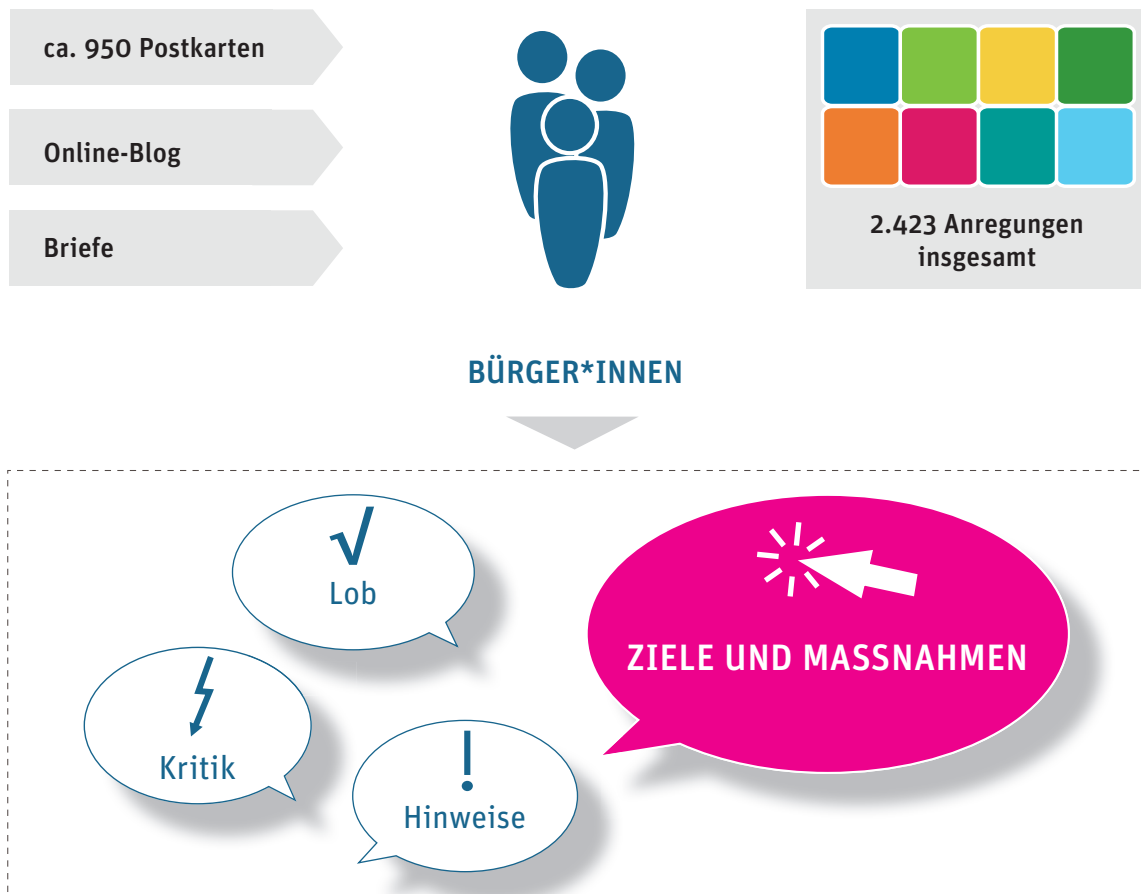 ca. 950 Postkarten
Online-Blog
Briefe
2.423 Anregungen
insgesamt
BÜRGER*INNEN
√
Lob
ZIELE UND MASSNAHMEN
Kritik
!
Hinweise